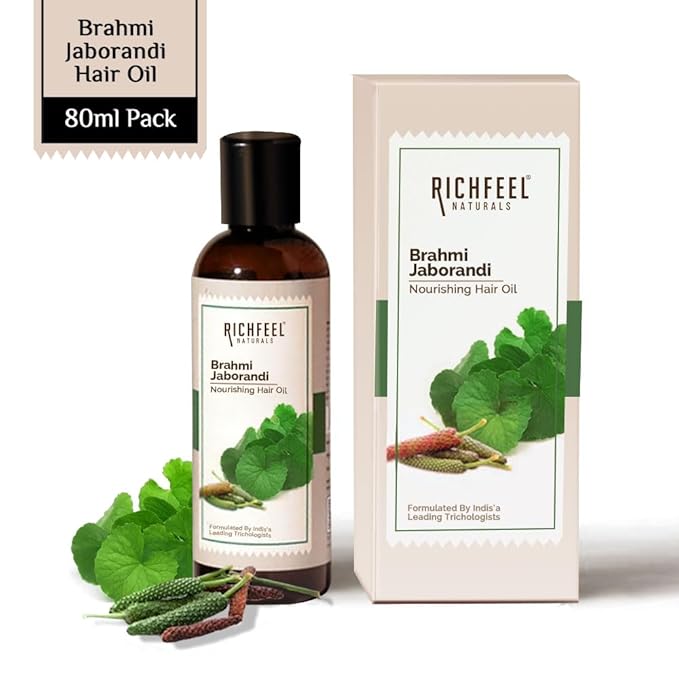 Brahmi
Jaborandi
Hair Oil
80ml Pack
RICHFEEL®
NATURALS
Brahmi
Jaborandi
Nourishing Hair Oil
Formulated By Indis'a
Leading Trichologists
RICHFEEL®
NATURALS
Brahmi
Jaborandi
Nourishing Hair Oil
Formulated By Indis'a
Leading Trichologists